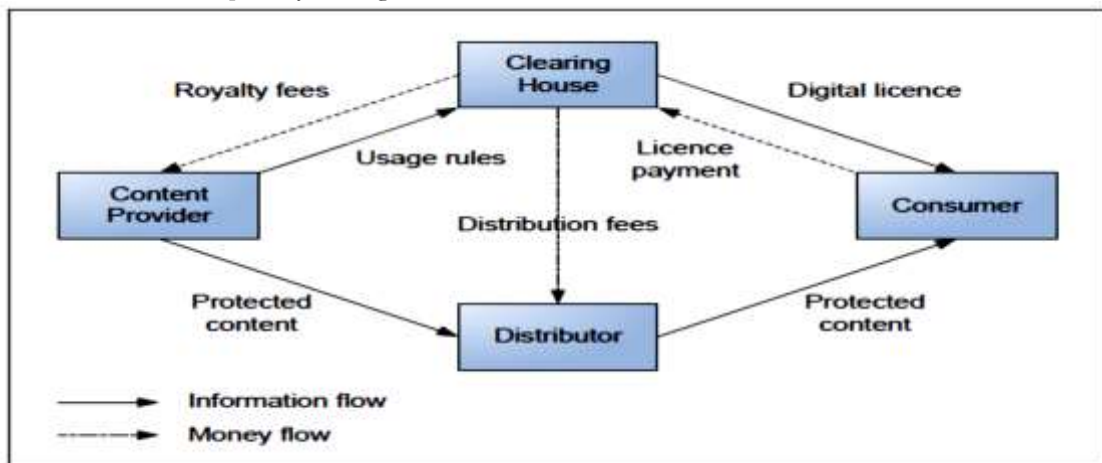 Clearing
House
Royalty fees
Digital licence
Usage rules
Licence
payment
Content
Provider
Consumer
Distribution fees
Protected
content
Protected
content
Distributor
Information flow
Money flow